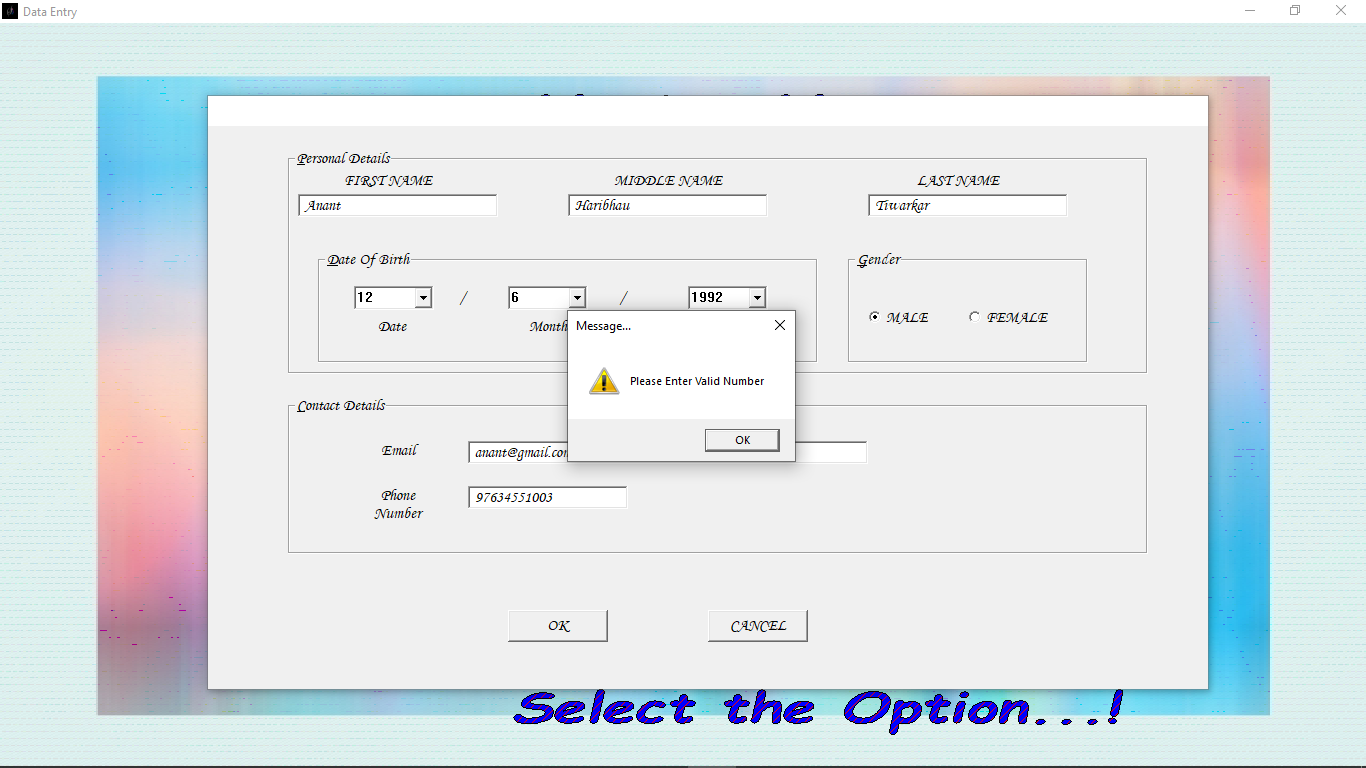 Data Entry
Personal Details
FIRST NAME MIDDLE NAME LAST NAME
Anant Haribhau Tiwarkar
Date Of Birth Gender
12 / 6 / 1992
MALE FEMALE
Date Month
Message...
Please Enter Valid Number
OK
Contact Details
Email anant@gmail.com
Phone Number 97634551003
OK CANCEL
Select the Option...!